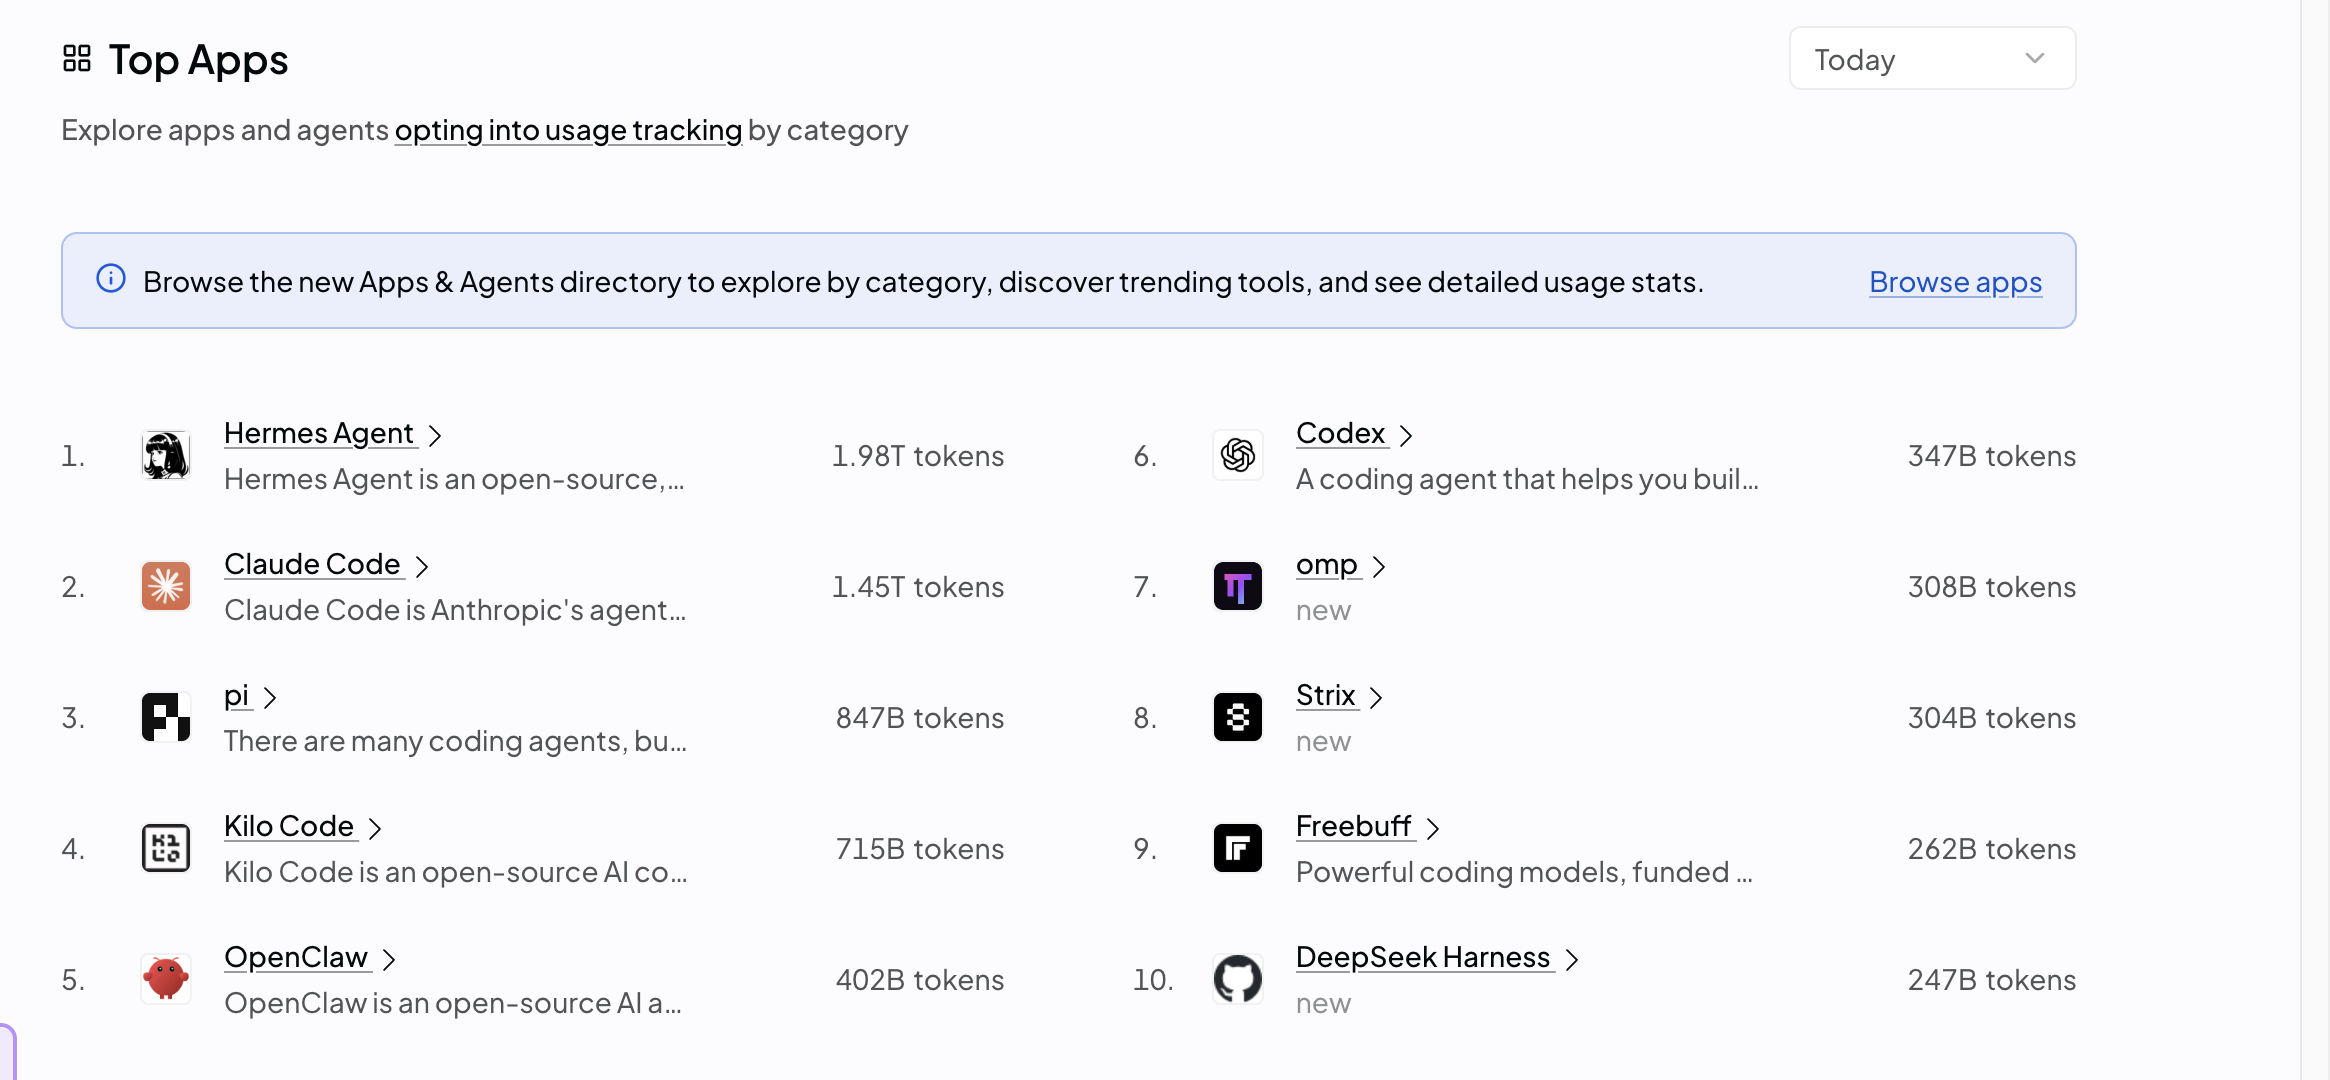 Top Apps
Today
Explore apps and agents opting into usage tracking by category
Browse the new Apps & Agents directory to explore by category, discover trending tools, and see detailed usage stats.
Browse apps
1.
Hermes Agent
Hermes Agent is an open-source,...
1.98T tokens
2.
Claude Code
Claude Code is Anthropic's agent...
1.45T tokens
3.
pi
There are many coding agents, bu...
847B tokens
4.
Kilo Code
Kilo Code is an open-source AI co...
715B tokens
5.
OpenClaw
OpenClaw is an open-source AI a...
402B tokens
6.
Codex
A coding agent that helps you buil...
347B tokens
7.
omp
new
308B tokens
8.
Strix
new
304B tokens
9.
Freebuff
Powerful coding models, funded ...
262B tokens
10.
DeepSeek Harness
new
247B tokens